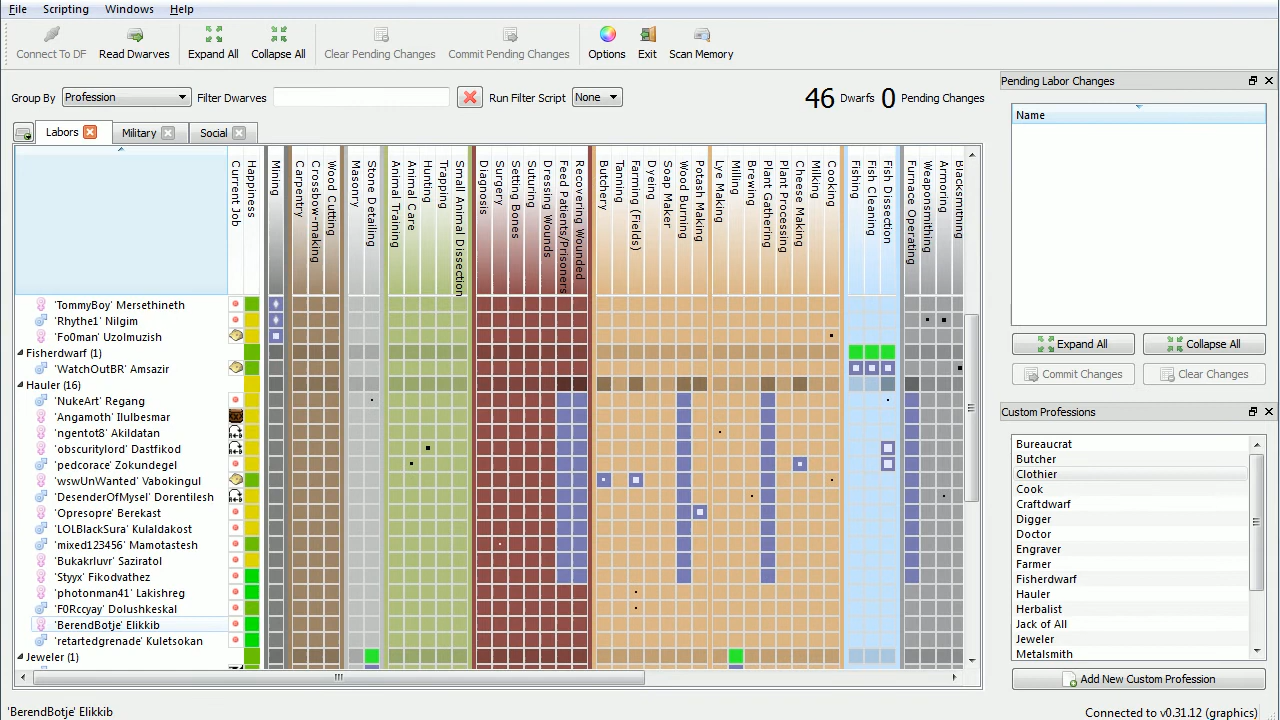 File Scripting Windows Help
Connect To DF Read Dwarves Expand All Collapse All Clear Pending Changes Commit Pending Changes Options Exit Scan Memory
Group By Profession Filter Dwarves Run Filter Script None 46 Dwarfs 0 Pending Changes
Labors Military Social
Current Job
Happiness
Mining
Carpentry
Crossbow-making
Wood Cutting
Masonry
Stone Detailing
Animal Training
Animal Care
Hunting
Trapping
Small Animal Dissection
Diagnosis
Surgery
Setting Bones
Suturing
Dressing Wounds
Feed Patients/Prisoners
Recovering Wounded
Butchery
Tanning
Farming (Fields)
Dyeing
Soap Maker
Wood Burning
Potash Making
Lye Making
Milling
Brewing
Plant Gathering
Plant Processing
Cheese Making
Milking
Cooking
Fishing
Fish Cleaning
Fish Dissection
Furnace Operating
Weaponsmithing
Armoring
Blacksmithing
'TommyBoy' Mersethineth
'Rhythe1' Nilgim
'Fo0man' Uzolmuzish
Fisherdwarf (1)
'WatchOutBR' Amsazir
Hauler (16)
'NukeArt' Regang
'Angamoth' Ilulbesmar
'ngentot8' Akildatan
'obscuritylord' Dastfikod
'pedcorace' Zokundegel
'wswUnWanted' Vabokingul
'DesenderOfMysel' Dorentilesh
'Opresopre' Berekast
'LOLBlackSura' Kulaldakost
'mixed123456' Mamotastesh
'Bukakrluvr' Saziratol
'Styyx' Fikodvathez
'photonman41' Lakishreg
'F0Rccyay' Dolushkeskal
'BerendBotje' Elikkib
'retartedgrenade' Kuletsokan
Jeweler (1)
Pending Labor Changes
Name
Expand All Collapse All
Commit Changes Clear Changes
Custom Professions
Bureaucrat
Butcher
Clothier
Cook
Craftdwarf
Digger
Doctor
Engraver
Farmer
Fisherdwarf
Hauler
Herbalist
Jack of All
Jeweler
Metalsmith
Add New Custom Profession
'BerendBotje' Elikkib
Connected to v0.31.12 (graphics)